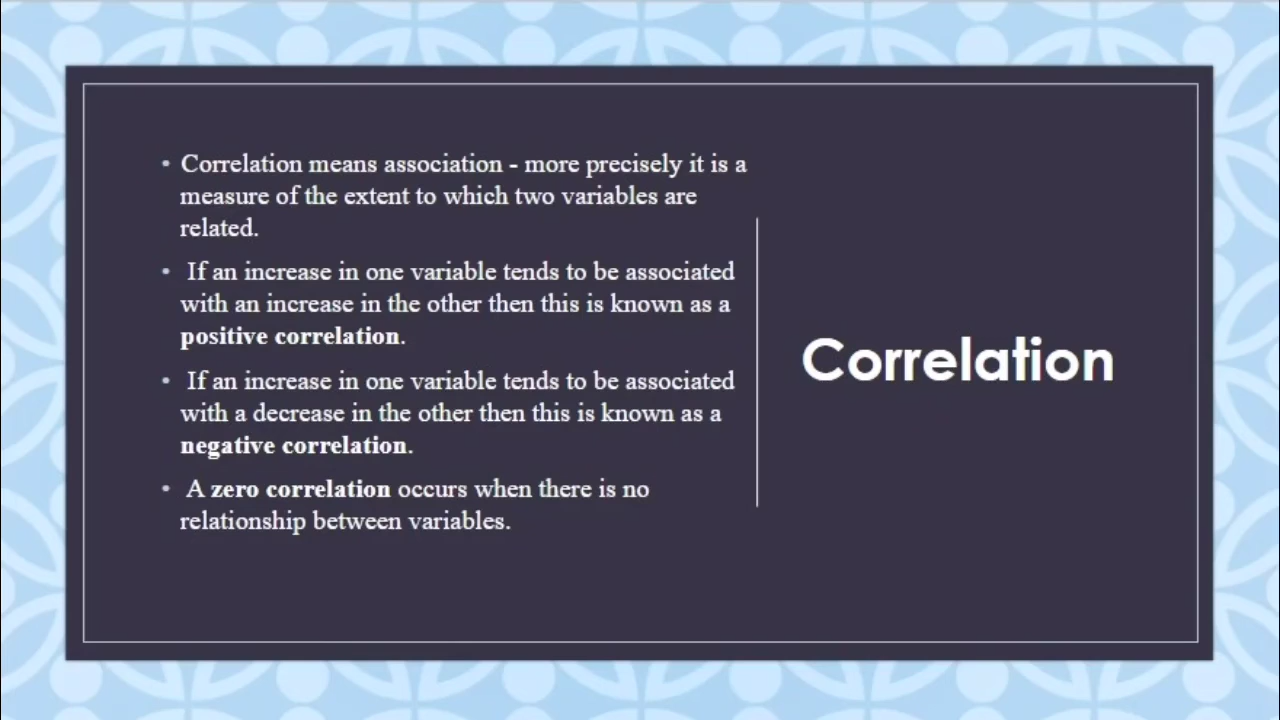 • Correlation means association - more precisely it is a
measure of the extent to which two variables are
related.
• If an increase in one variable tends to be associated
with an increase in the other then this is known as a
positive correlation.
• If an increase in one variable tends to be associated
with a decrease in the other then this is known as a
negative correlation.
• A zero correlation occurs when there is no
relationship between variables.
Correlation